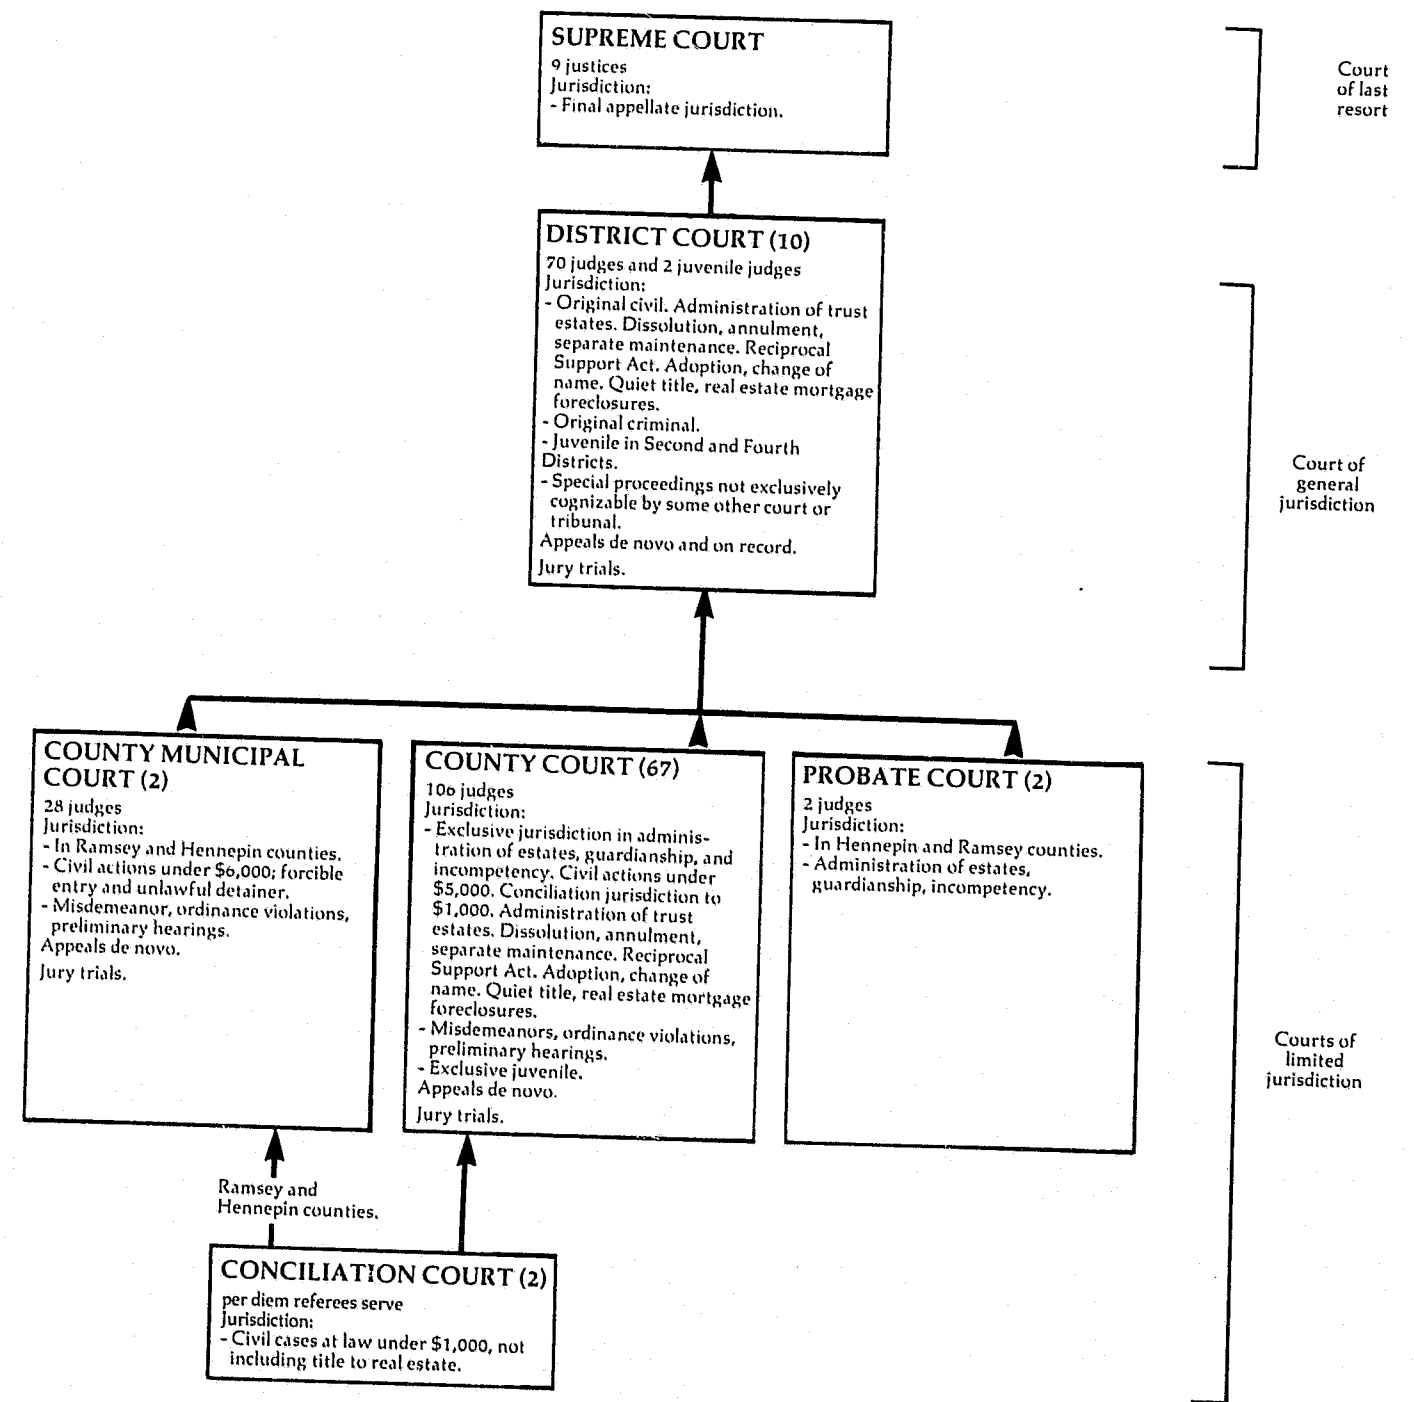 SUPREME COURT
9 justices
Jurisdiction:
- Final appellate jurisdiction.
Court
of last
resort
DISTRICT COURT (10)
70 judges and 2 juvenile judges
Jurisdiction:
- Original civil. Administration of trust
estates. Dissolution, annulment,
separate maintenance. Reciprocal
Support Act. Adoption, change of
name. Quiet title, real estate mortgage
foreclosures.
- Original criminal.
- Juvenile in Second and Fourth
Districts.
- Special proceedings not exclusively
cognizable by some other court or
tribunal.
Appeals de novo and on record.
Jury trials.
Court of
general
jurisdiction
COUNTY MUNICIPAL
COURT (2)
28 judges
Jurisdiction:
- In Ramsey and Hennepin counties.
- Civil actions under $6,000; forcible
entry and unlawful detainer.
- Misdemeanor, ordinance violations,
preliminary hearings.
Appeals de novo.
Jury trials.
COUNTY COURT (67)
106 judges
Jurisdiction:
- Exclusive jurisdiction in adminis-
tration of estates, guardianship, and
incompetency. Civil actions under
$5,000. Conciliation jurisdiction to
$1,000. Administration of trust
estates. Dissolution, annulment,
separate maintenance. Reciprocal
Support Act. Adoption, change of
name. Quiet title, real estate mortgage
foreclosures.
- Misdemeanors, ordinance violations,
preliminary hearings.
- Exclusive juvenile.
Appeals de novo.
Jury trials.
PROBATE COURT (2)
2 judges
Jurisdiction:
- In Hennepin and Ramsey counties.
- Administration of estates,
guardianship, incompetency.
Courts of
limited
jurisdiction
Ramsey and
Hennepin counties.
CONCILIATION COURT (2)
per diem referees serve
Jurisdiction:
- Civil cases at law under $1,000, not
including title to real estate.